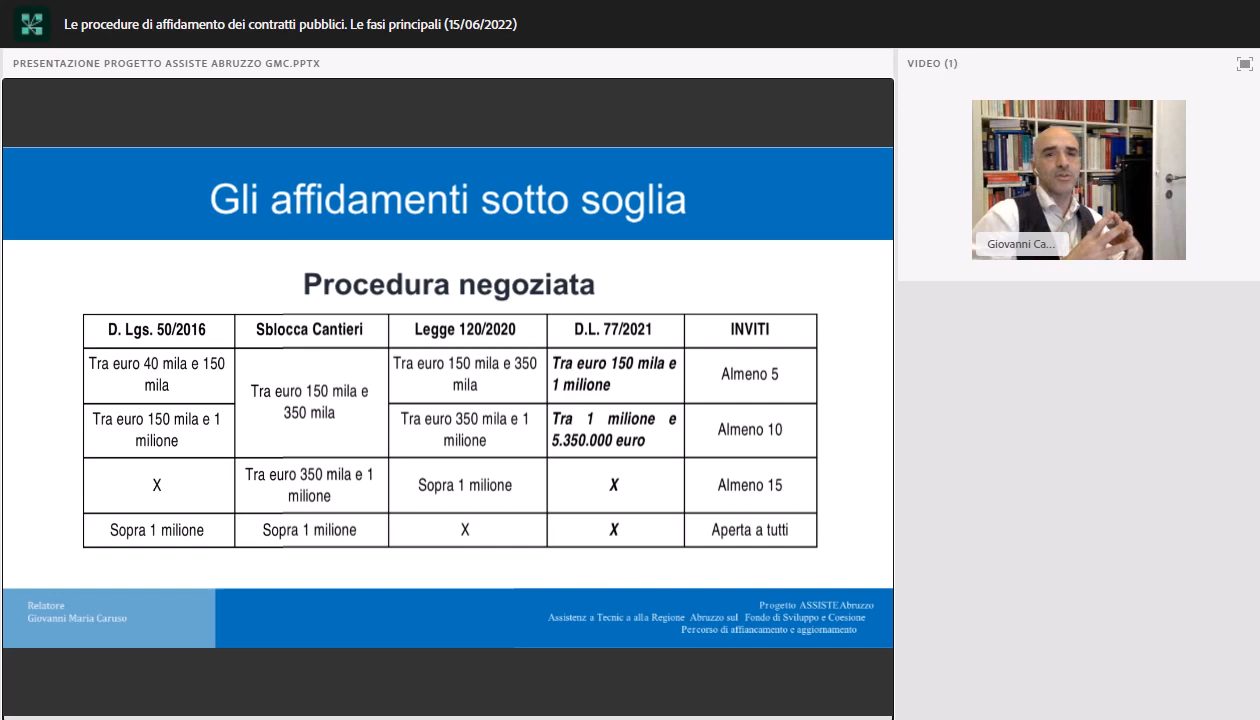 Le procedure di affidamento dei contratti pubblici. Le fasi principali (15/06/2022)
PRESENTAZIONE PROGETTO ASSISTE ABRUZZO GMC.PPTX
VIDEO (1)
Giovanni Ca...
Gli affidamenti sotto soglia
Procedura negoziata
D. Lgs. 50/2016 Sblocca Cantieri Legge 120/2020 D.L. 77/2021 INVITI
Tra euro 40 mila e 150
mila
Tra euro 150 mila e
350 mila
Tra euro 150 mila e 350
mila
Tra euro 150 mila e
1 milione
Almeno 5
Tra euro 150 mila e 1
milione
Tra euro 350 mila e 1
milione
Tra 1 milione e
5.350.000 euro
Almeno 10
X
Tra euro 350 mila e 1
milione
Sopra 1 milione
X
Almeno 15
Sopra 1 milione Sopra 1 milione X X Aperta a tutti
Relatore
Giovanni Maria Caruso
Progetto ASSISTE Abruzzo
Assistenz a Tecnic a alla Regione Abruzzo sul Fondo di Sviluppo e Coesione
Percorso di affiancamento e aggiornamento